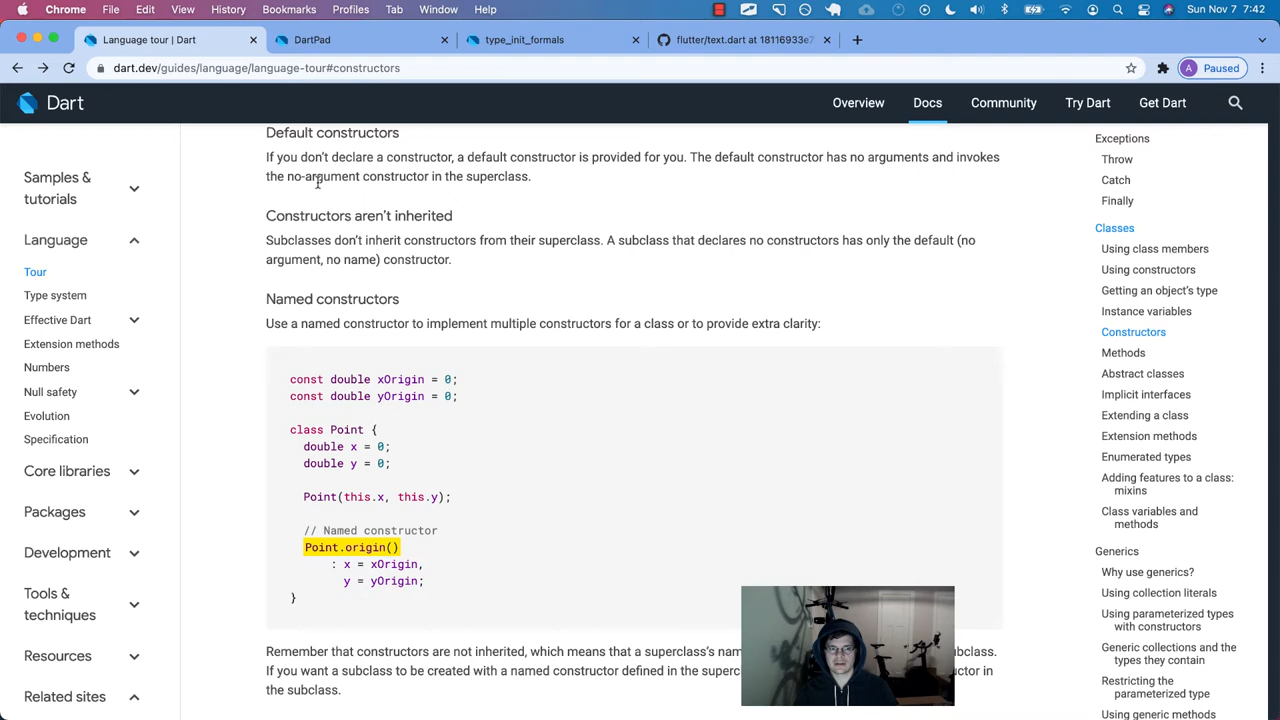 Chrome File Edit View History Bookmarks Profiles Tab Window Help Sun Nov 7 7:42
Language tour | Dart DartPad type_init_formals flutter/text.dart at 18116933e7
dart.dev/guides/language/language-tour#constructors A Paused
Dart Overview Docs Community Try Dart Get Dart
Samples &
tutorials
Language
Tour
Type system
Effective Dart
Extension methods
Numbers
Null safety
Evolution
Specification
Core libraries
Packages
Development
Tools &
techniques
Resources
Related sites
Default constructors
If you don’t declare a constructor, a default constructor is provided for you. The default constructor has no arguments and invokes
the no-argument constructor in the superclass.
Constructors aren’t inherited
Subclasses don’t inherit constructors from their superclass. A subclass that declares no constructors has only the default (no
argument, no name) constructor.
Named constructors
Use a named constructor to implement multiple constructors for a class or to provide extra clarity:
const double xOrigin = 0;
const double yOrigin = 0;
class Point {
double x = 0;
double y = 0;
Point(this.x, this.y);
// Named constructor
Point.origin()
: x = xOrigin,
y = yOrigin;
}
Remember that constructors are not inherited, which means that a superclass’s nam subclass.
If you want a subclass to be created with a named constructor defined in the superc in
the subclass.
Exceptions
Throw
Catch
Finally
Classes
Using class members
Using constructors
Getting an object’s type
Instance variables
Constructors
Methods
Abstract classes
Implicit interfaces
Extending a class
Extension methods
Enumerated types
Adding features to a class:
mixins
Class variables and
methods
Generics
Why use generics?
Using collection literals
Using parameterized types
with constructors
Generic collections and the
types they contain
Restricting the
parameterized type
Using generic methods